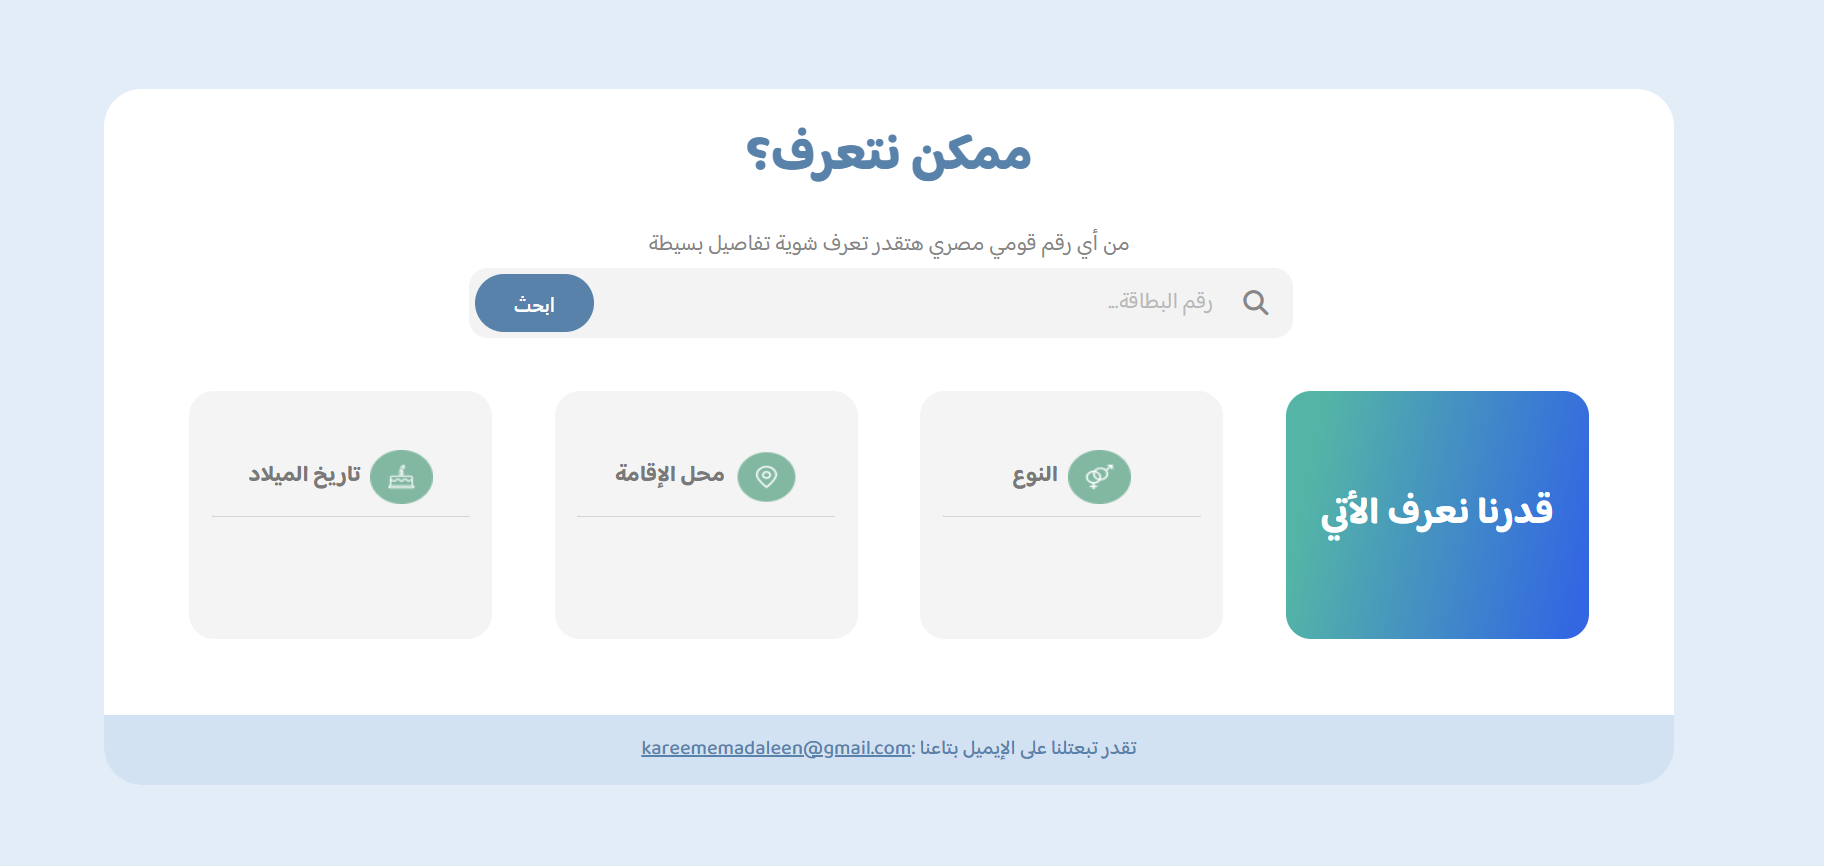 ممكن نتعرف؟
من أي رقم قومي مصري هتقدر تعرف شوية تفاصيل بسيطة
رقم البطاقة...
ابحث
قدرنا نعرف الأتي
النوع
محل الإقامة
تاريخ الميلاد
تقدر تبعتلنا على الإيميل بتاعنا :kareememadaleen@gmail.com